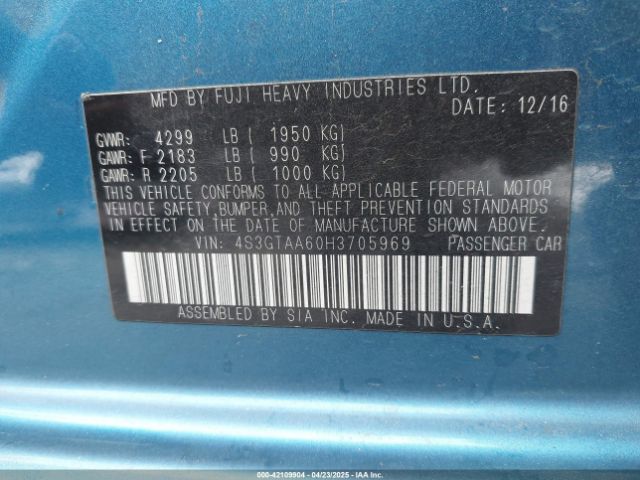 MFD BY FUJI HEAVY INDUSTRIES LTD.
DATE: 12/16
GVWR: 4299 LB ( 1950 KG)
GAWR: F 2183 LB ( 990 KG)
GAWR: R 2205 LB ( 1000 KG)
THIS VEHICLE CONFORMS TO ALL APPLICABLE FEDERAL MOTOR
VEHICLE SAFETY, BUMPER, AND THEFT PREVENTION STANDARDS
IN EFFECT ON THE DATE OF MANUFACTURE SHOWN ABOVE.
VIN: 4S3GTAA60H3705969 PASSENGER CAR
ASSEMBLED BY SIA INC. MADE IN U.S.A.
000-42109904 - 04/23/2025 - IAAI.COM